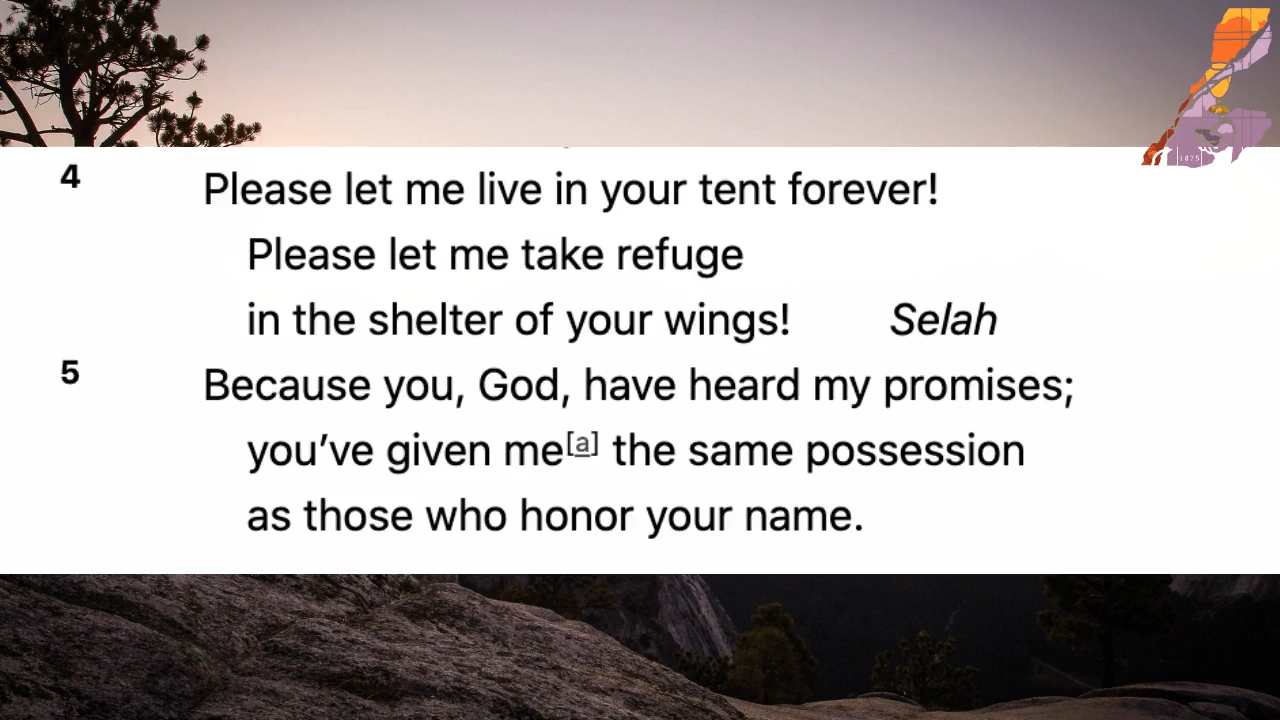 4 Please let me live in your tent forever!
Please let me take refuge
in the shelter of your wings! Selah
5 Because you, God, have heard my promises;
you’ve given me[a] the same possession
as those who honor your name.
1875